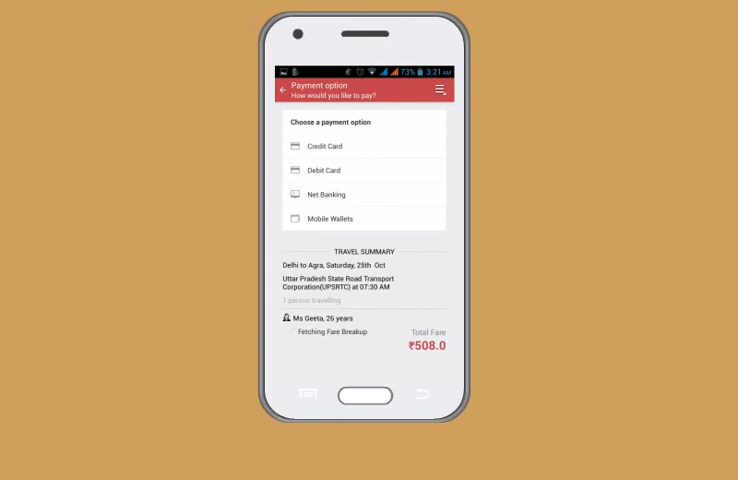 73% 3:21 AM
Payment option
How would you like to pay?
Choose a payment option
Credit Card
Debit Card
Net Banking
Mobile Wallets
TRAVEL SUMMARY
Delhi to Agra, Saturday, 25th Oct
Uttar Pradesh State Road Transport
Corporation(UPSRTC) at 07:30 AM
1 person travelling
Ms Geeta, 26 years
Fetching Fare Breakup
Total Fare
₹508.0